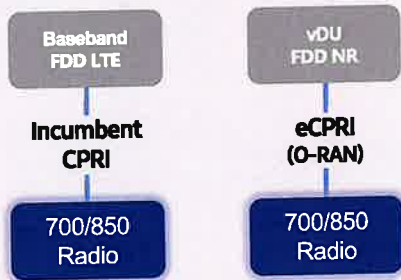 Baseband
FDD LTE
Incumbent
CPRI
700/850
Radio
vDU
FDD NR
eCPRI
(O-RAN)
700/850
Radio